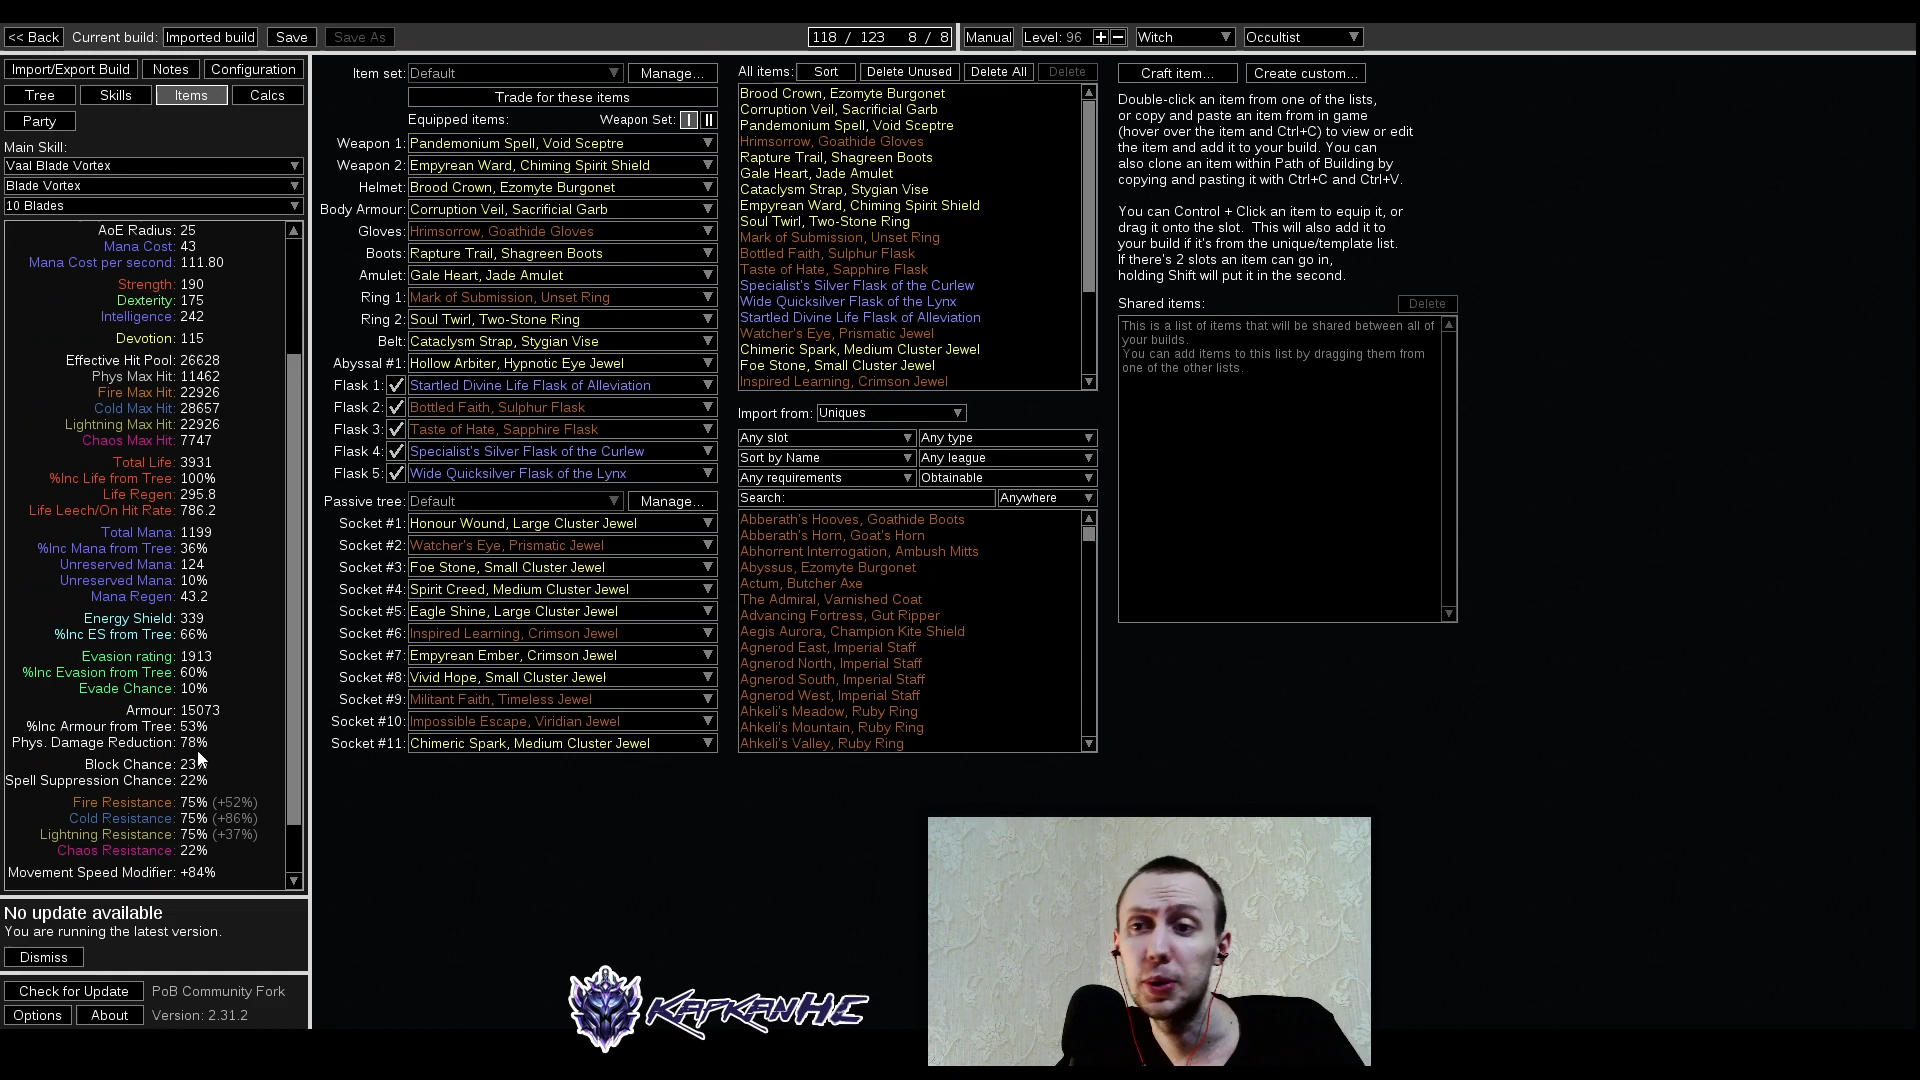 << Back Current build: Imported build Save Save As 118 / 123 8 / 8 Manual Level: 96 + - Witch Occultist
Import/Export Build Notes Configuration
Tree Skills Items Calcs
Party
Main Skill:
Vaal Blade Vortex
Blade Vortex
10 Blades
AoE Radius: 25
Mana Cost: 43
Mana Cost per second: 111.80
Strength: 190
Dexterity: 175
Intelligence: 242
Devotion: 115
Effective Hit Pool: 26628
Phys Max Hit: 11462
Fire Max Hit: 22926
Cold Max Hit: 28657
Lightning Max Hit: 22926
Chaos Max Hit: 7747
Total Life: 3931
%Inc Life from Tree: 100%
Life Regen: 295.8
Life Leech/On Hit Rate: 786.2
Total Mana: 1199
%Inc Mana from Tree: 36%
Unreserved Mana: 124
Unreserved Mana: 10%
Mana Regen: 43.2
Energy Shield: 339
%Inc ES from Tree: 66%
Evasion rating: 1913
%Inc Evasion from Tree: 60%
Evade Chance: 10%
Armour: 15073
%Inc Armour from Tree: 53%
Phys. Damage Reduction: 78%
Block Chance: 23%
Spell Suppression Chance: 22%
Fire Resistance: 75% (+52%)
Cold Resistance: 75% (+86%)
Lightning Resistance: 75% (+37%)
Chaos Resistance: 22%
Movement Speed Modifier: +84%
No update available
You are running the latest version.
Dismiss
Check for Update PoB Community Fork
Options About Version: 2.31.2
Item set: Default Manage...
Trade for these items
Equipped items: Weapon Set: I II
Weapon 1: Pandemonium Spell, Void Sceptre
Weapon 2: Empyrean Ward, Chiming Spirit Shield
Helmet: Brood Crown, Ezomyte Burgonet
Body Armour: Corruption Veil, Sacrificial Garb
Gloves: Hrimsorrow, Goathide Gloves
Boots: Rapture Trail, Shagreen Boots
Amulet: Gale Heart, Jade Amulet
Ring 1: Mark of Submission, Unset Ring
Ring 2: Soul Twirl, Two-Stone Ring
Belt: Cataclysm Strap, Stygian Vise
Abyssal #1: Hollow Arbiter, Hypnotic Eye Jewel
Flask 1: Startled Divine Life Flask of Alleviation
Flask 2: Bottled Faith, Sulphur Flask
Flask 3: Taste of Hate, Sapphire Flask
Flask 4: Specialist's Silver Flask of the Curlew
Flask 5: Wide Quicksilver Flask of the Lynx
Passive tree: Default Manage...
Socket #1: Honour Wound, Large Cluster Jewel
Socket #2: Watcher's Eye, Prismatic Jewel
Socket #3: Foe Stone, Small Cluster Jewel
Socket #4: Spirit Creed, Medium Cluster Jewel
Socket #5: Eagle Shine, Large Cluster Jewel
Socket #6: Inspired Learning, Crimson Jewel
Socket #7: Empyrean Ember, Crimson Jewel
Socket #8: Vivid Hope, Small Cluster Jewel
Socket #9: Militant Faith, Timeless Jewel
Socket #10: Impossible Escape, Viridian Jewel
Socket #11: Chimeric Spark, Medium Cluster Jewel
All items: Sort Delete Unused Delete All Delete
Brood Crown, Ezomyte Burgonet
Corruption Veil, Sacrificial Garb
Pandemonium Spell, Void Sceptre
Hrimsorrow, Goathide Gloves
Rapture Trail, Shagreen Boots
Gale Heart, Jade Amulet
Cataclysm Strap, Stygian Vise
Empyrean Ward, Chiming Spirit Shield
Soul Twirl, Two-Stone Ring
Mark of Submission, Unset Ring
Bottled Faith, Sulphur Flask
Taste of Hate, Sapphire Flask
Specialist's Silver Flask of the Curlew
Wide Quicksilver Flask of the Lynx
Startled Divine Life Flask of Alleviation
Watcher's Eye, Prismatic Jewel
Chimeric Spark, Medium Cluster Jewel
Foe Stone, Small Cluster Jewel
Inspired Learning, Crimson Jewel
Import from: Uniques
Any slot Any type
Sort by Name Any league
Any requirements Obtainable
Search: Anywhere
Abberath's Hooves, Goathide Boots
Abberath's Horn, Goat's Horn
Abhorrent Interrogation, Ambush Mitts
Abyssus, Ezomyte Burgonet
Actum, Butcher Axe
The Admiral, Varnished Coat
Advancing Fortress, Gut Ripper
Aegis Aurora, Champion Kite Shield
Agnerod East, Imperial Staff
Agnerod North, Imperial Staff
Agnerod South, Imperial Staff
Agnerod West, Imperial Staff
Ahkeli's Meadow, Ruby Ring
Ahkeli's Mountain, Ruby Ring
Ahkeli's Valley, Ruby Ring
Craft item... Create custom...
Double-click an item from one of the lists,
or copy and paste an item from in game
(hover over the item and Ctrl+C) to view or edit
the item and add it to your build. You can
also clone an item within Path of Building by
copying and pasting it with Ctrl+C and Ctrl+V.
You can Control + Click an item to equip it, or
drag it onto the slot. This will also add it to
your build if it's from the unique/template list.
If there's 2 slots an item can go in,
holding Shift will put it in the second.
Shared items: Delete
This is a list of items that will be shared between all of
your builds.
You can add items to this list by dragging them from
one of the other lists.
KAPKANHC